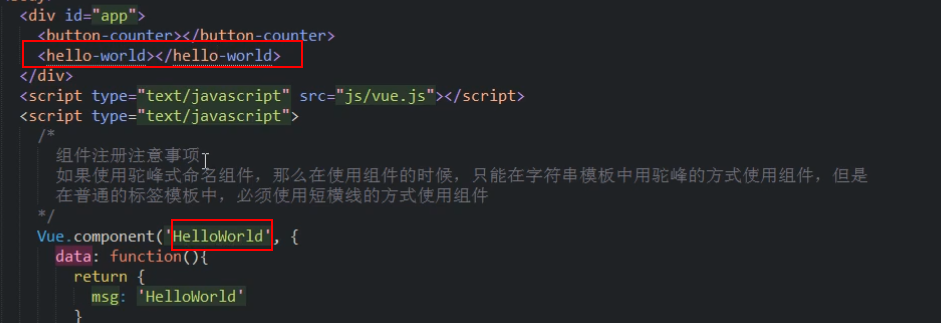 <div id="app">
<button-counter></button-counter>
<hello-world></hello-world>
</div>
<script type="text/javascript" src="js/vue.js"></script>
<script type="text/javascript">
/*
组件注册注意事项
如果使用驼峰式命名组件，那么在使用组件的时候，只能在字符串模板中用驼峰的方式使用组件，但是
在普通的标签模板中，必须使用短横线的方式使用组件
*/
Vue.component('HelloWorld', {
data: function(){
return {
msg: 'HelloWorld'
}